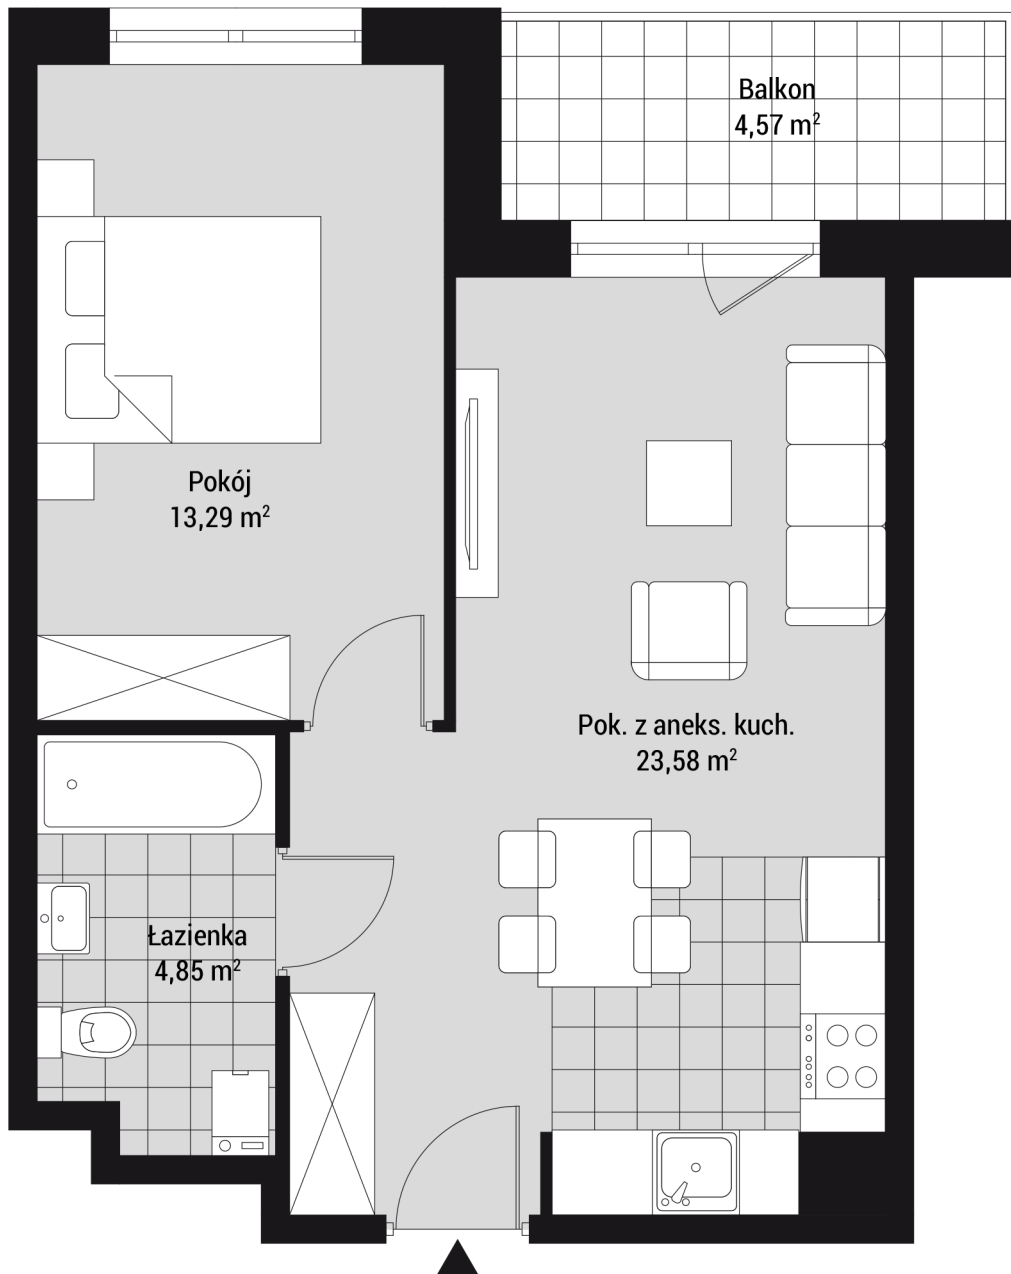 Balkon
4,57 m²
Pokój
13,29 m²
Pok. z aneks. kuch.
23,58 m²
Łazienka
4,85 m²